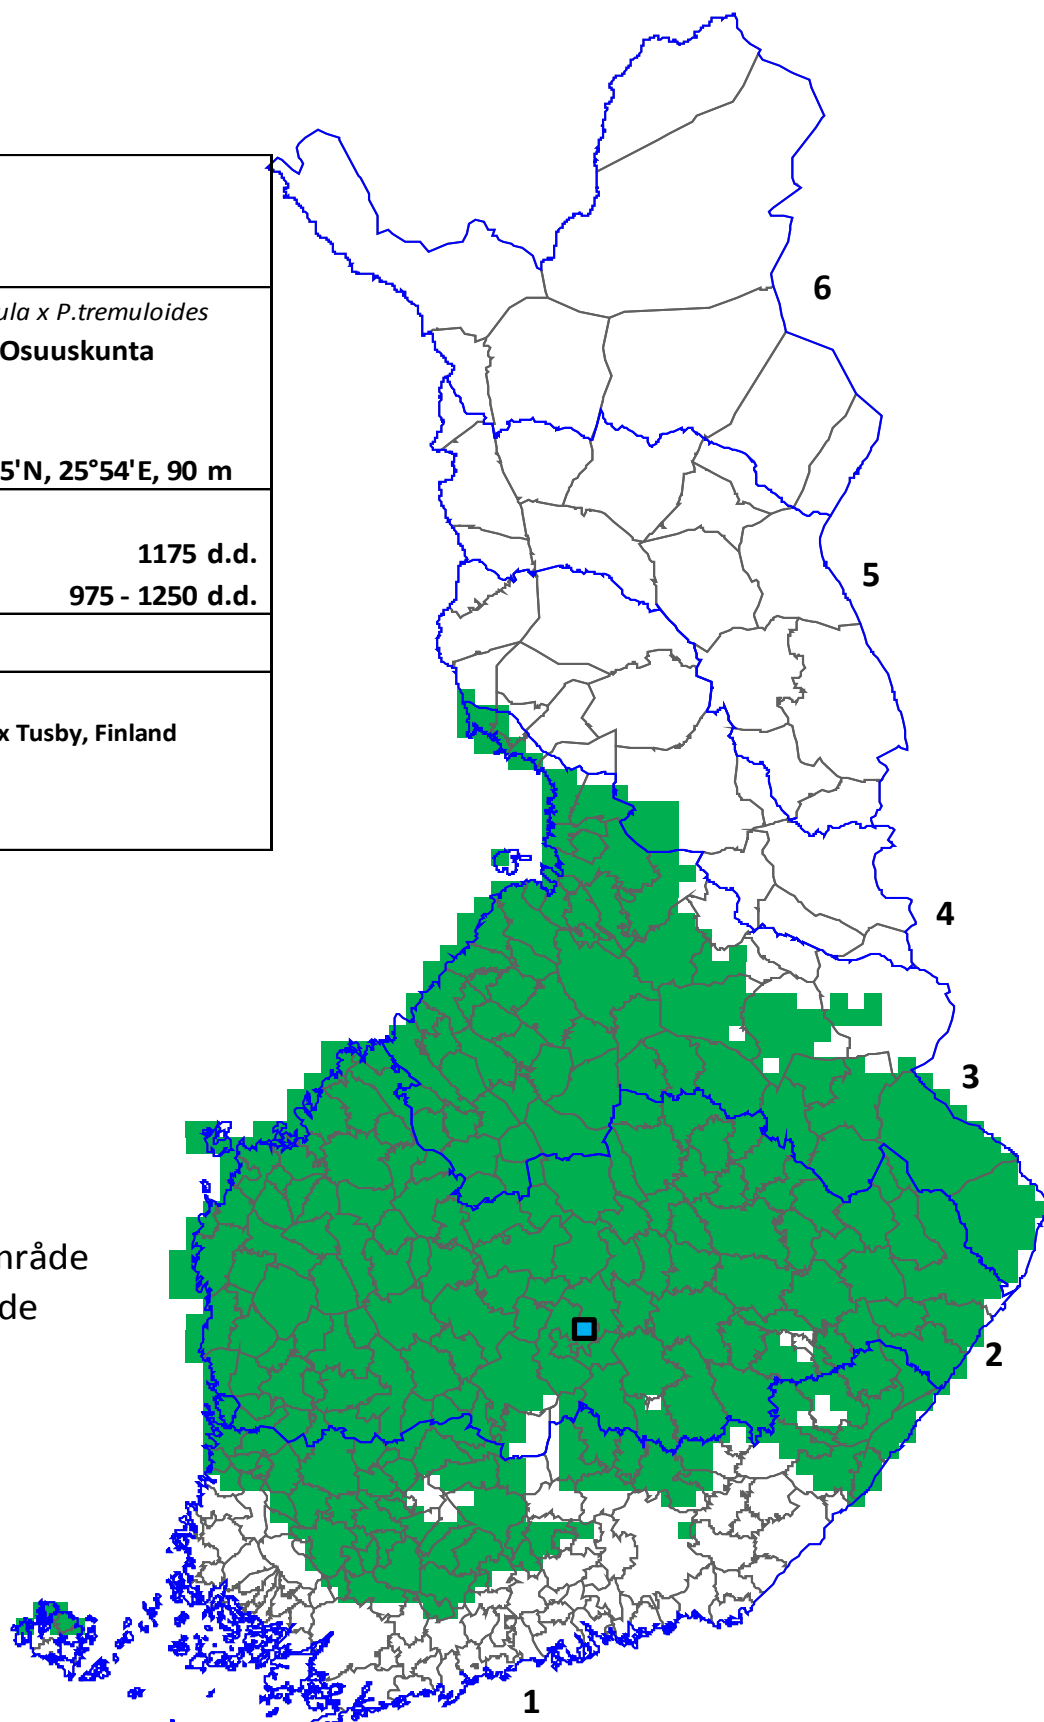 ula x P.tremuloides
Osuuskunta
5'N, 25°54'E, 90 m
1175 d.d.
975 - 1250 d.d.
x Tusby, Finland
6
5
4
3
område
de
2
1